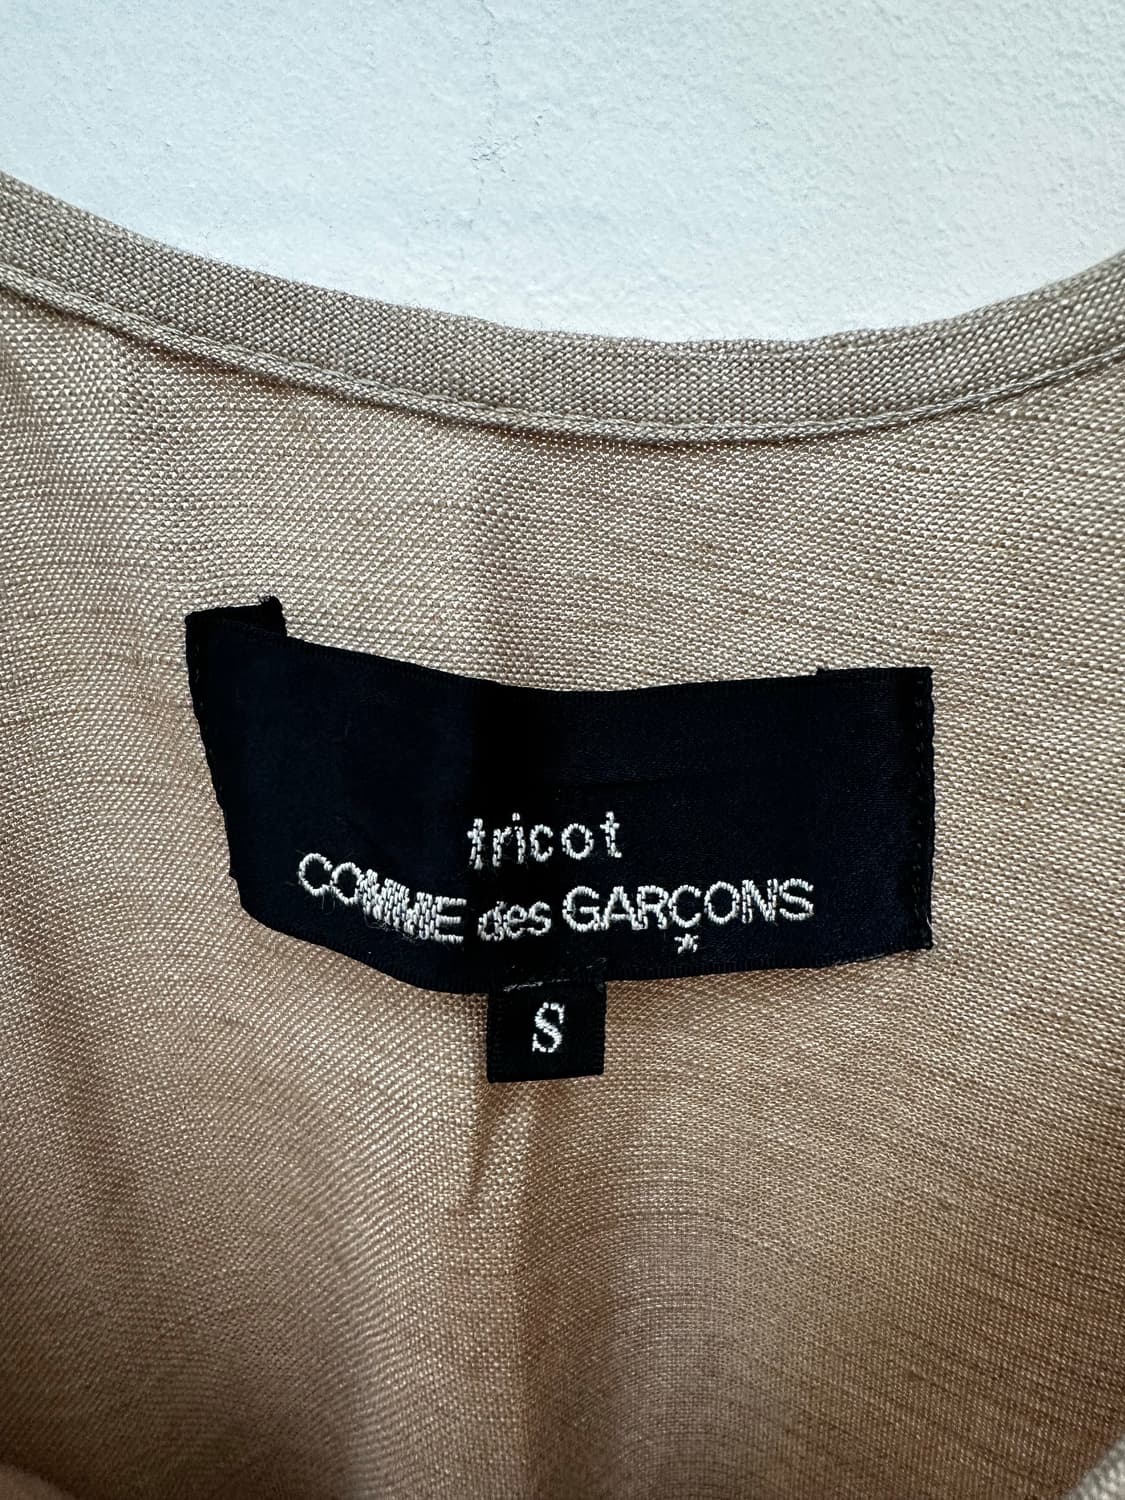 tricot
COMME des GARÇONS
*
S